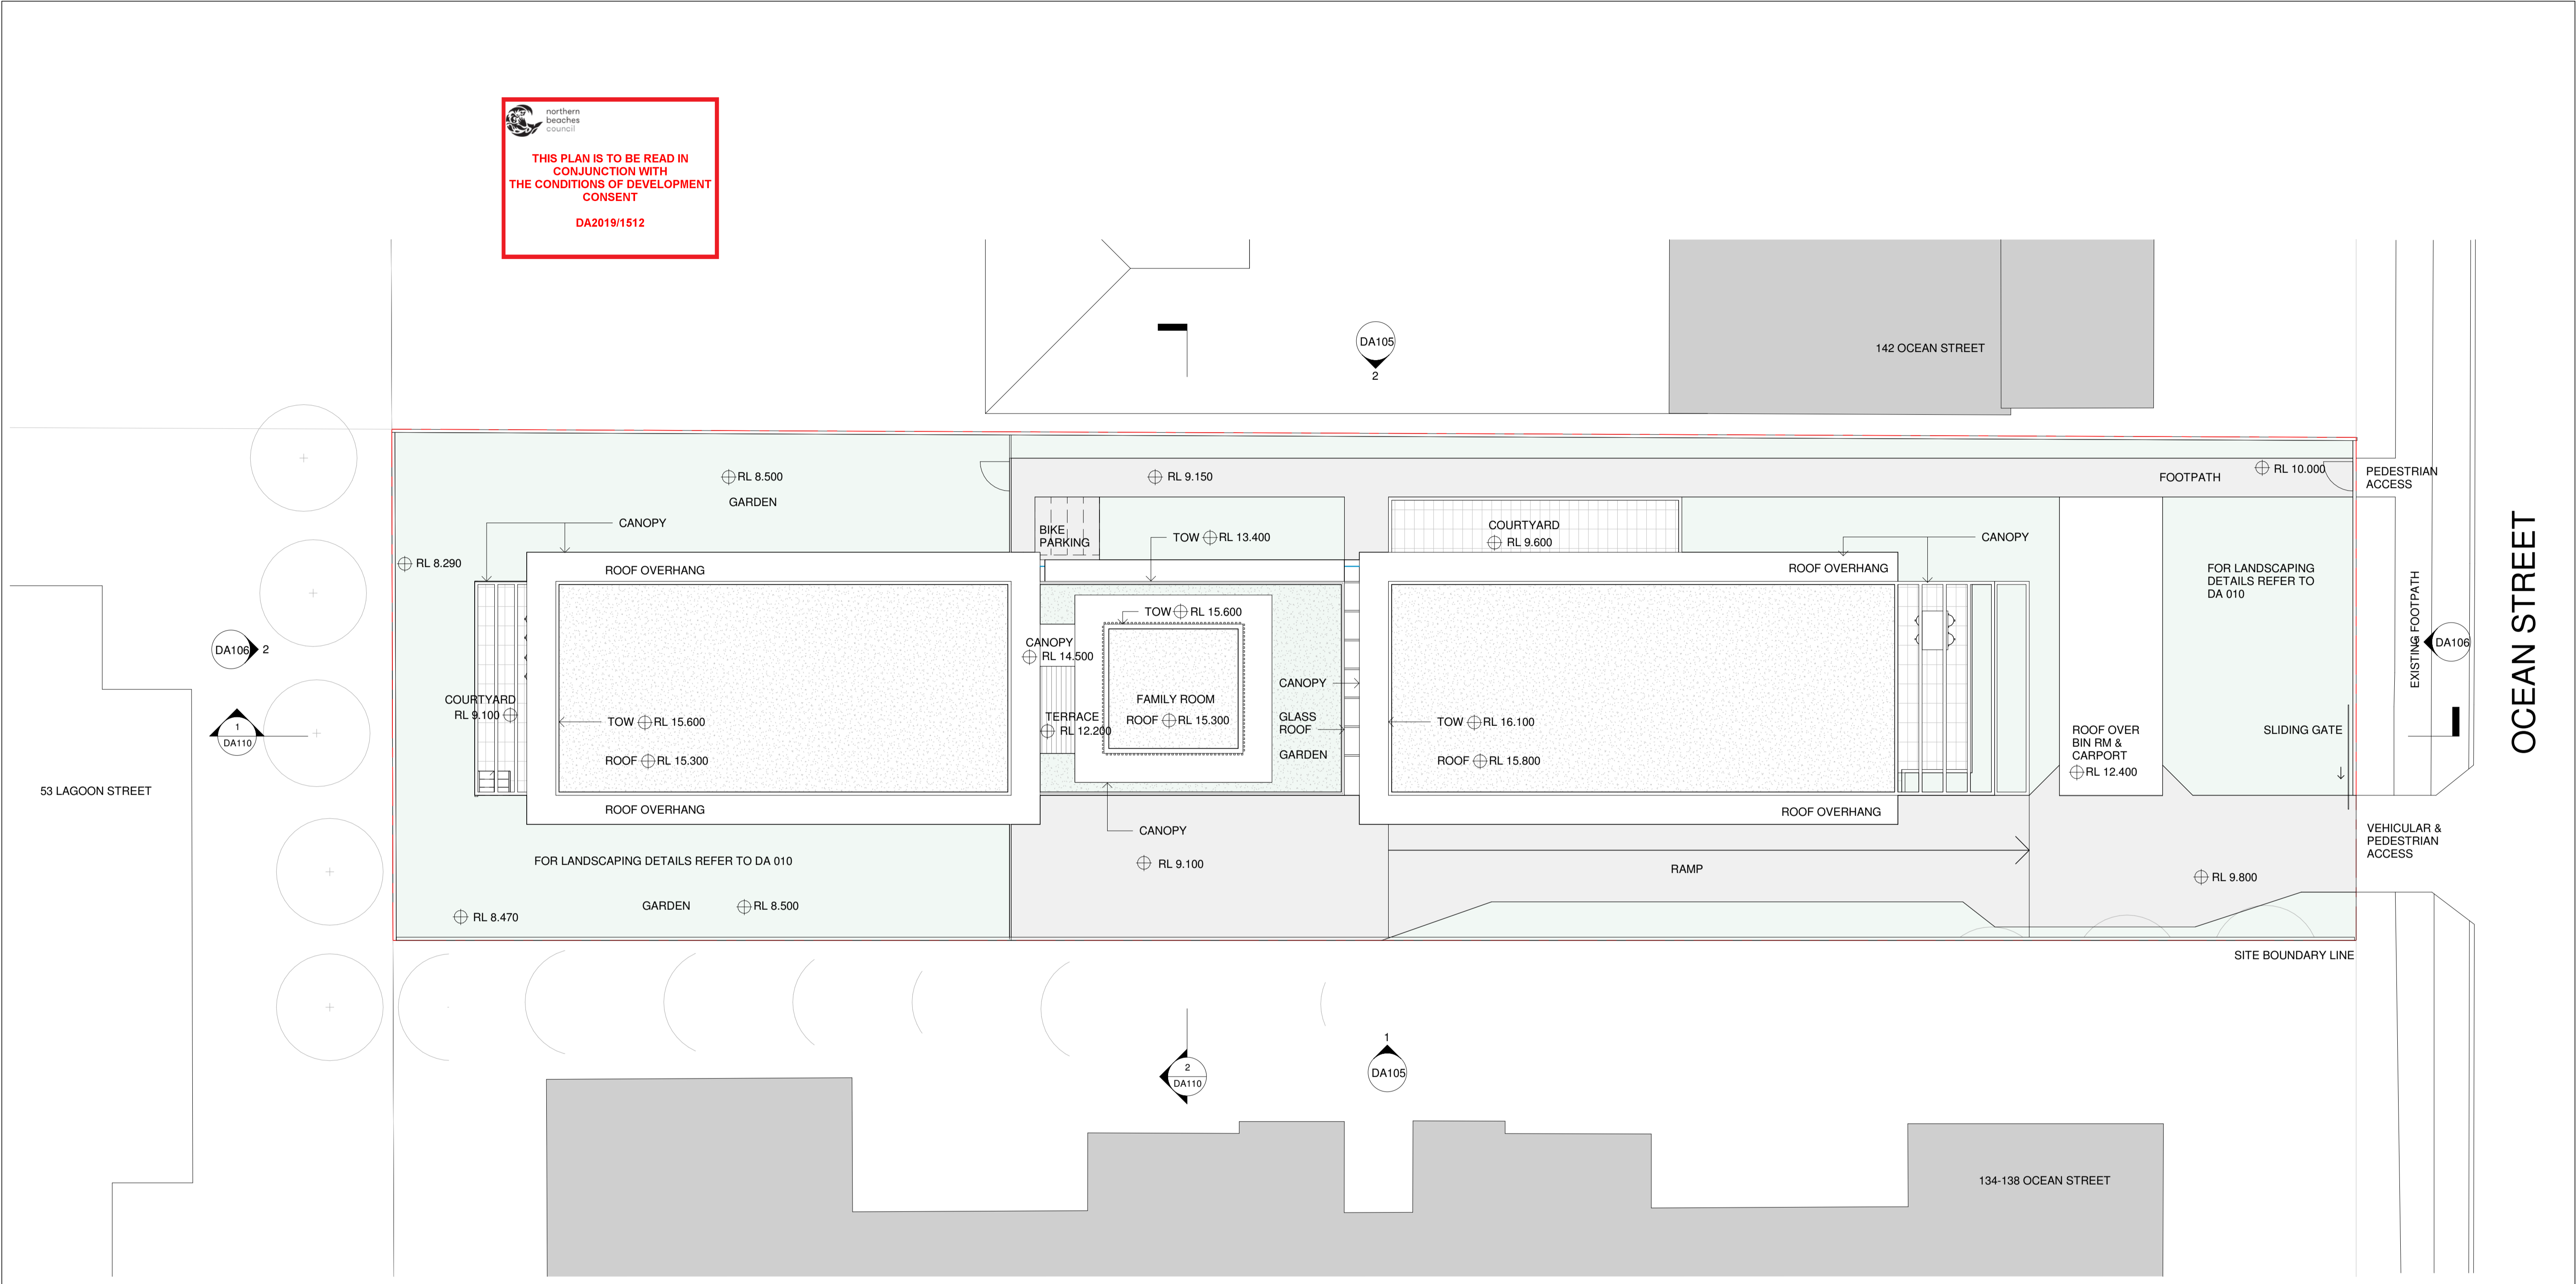 northern
beaches
council
THIS PLAN IS TO BE READ IN
CONJUNCTION WITH
THE CONDITIONS OF DEVELOPMENT
CONSENT
DA2019/1512
142 OCEAN STREET
DA105
2
RL 8.500
GARDEN
RL 9.150
FOOTPATH
RL 10.000
PEDESTRIAN
ACCESS
CANOPY
BIKE
PARKING
TOW RL 13.400
COURTYARD
RL 9.600
CANOPY
RL 8.290
ROOF OVERHANG
ROOF OVERHANG
FOR LANDSCAPING
DETAILS REFER TO
DA 010
EXISTING FOOTPATH
OCEAN STREET
TOW RL 15.600
DA106
2
CANOPY
RL 14.500
DA106
COURTYARD
RL 9.100
FAMILY ROOM
ROOF RL 15.300
CANOPY
TERRACE
RL 12.200
GLASS
ROOF
GARDEN
TOW RL 15.600
ROOF RL 15.300
TOW RL 16.100
ROOF RL 15.800
ROOF OVER
BIN RM &
CARPORT
RL 12.400
SLIDING GATE
1
DA110
53 LAGOON STREET
ROOF OVERHANG
ROOF OVERHANG
CANOPY
VEHICULAR &
PEDESTRIAN
ACCESS
FOR LANDSCAPING DETAILS REFER TO DA 010
RL 9.100
RAMP
RL 9.800
GARDEN
RL 8.500
RL 8.470
SITE BOUNDARY LINE
2
DA110
1
DA105
134-138 OCEAN STREET